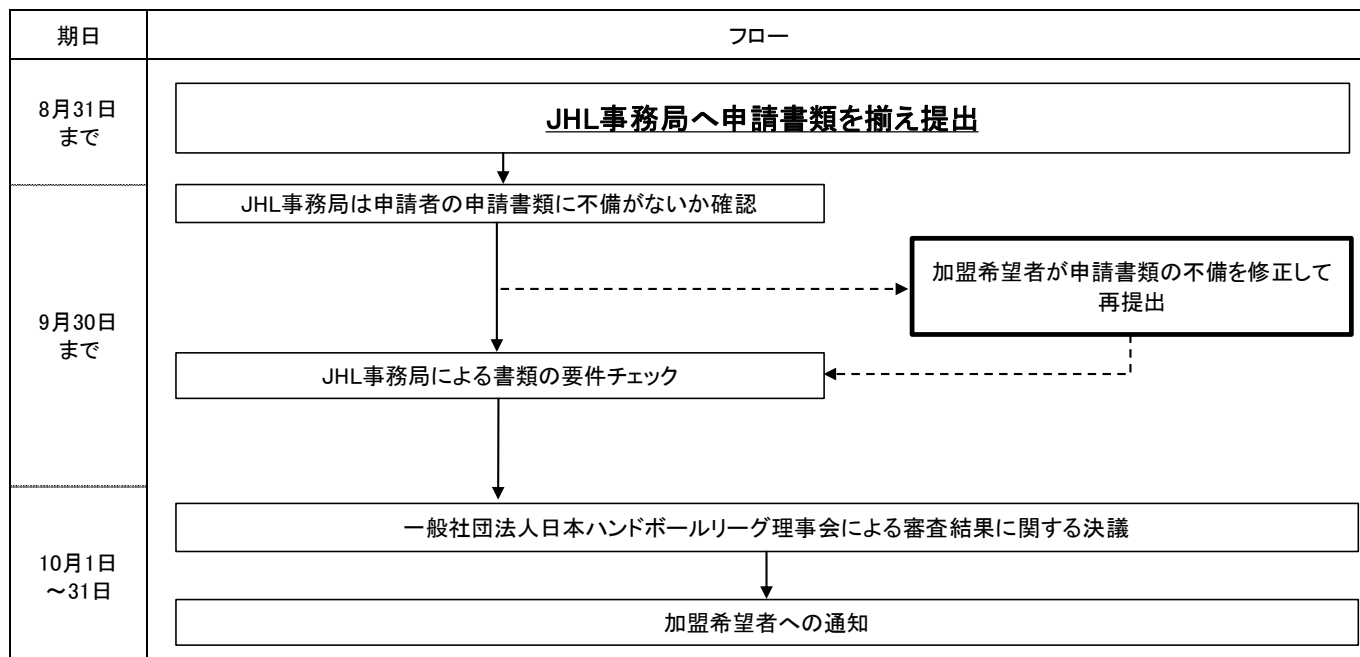 期日
フロー
8月31日
まで
JHL事務局へ申請書類を揃え提出
JHL事務局は申請者の申請書類に不備がないか確認
加盟希望者が申請書類の不備を修正して
再提出
9月30日
まで
JHL事務局による書類の要件チェック
一般社団法人日本ハンドボールリーグ理事会による審査結果に関する決議
10月1日
～31日
加盟希望者への通知